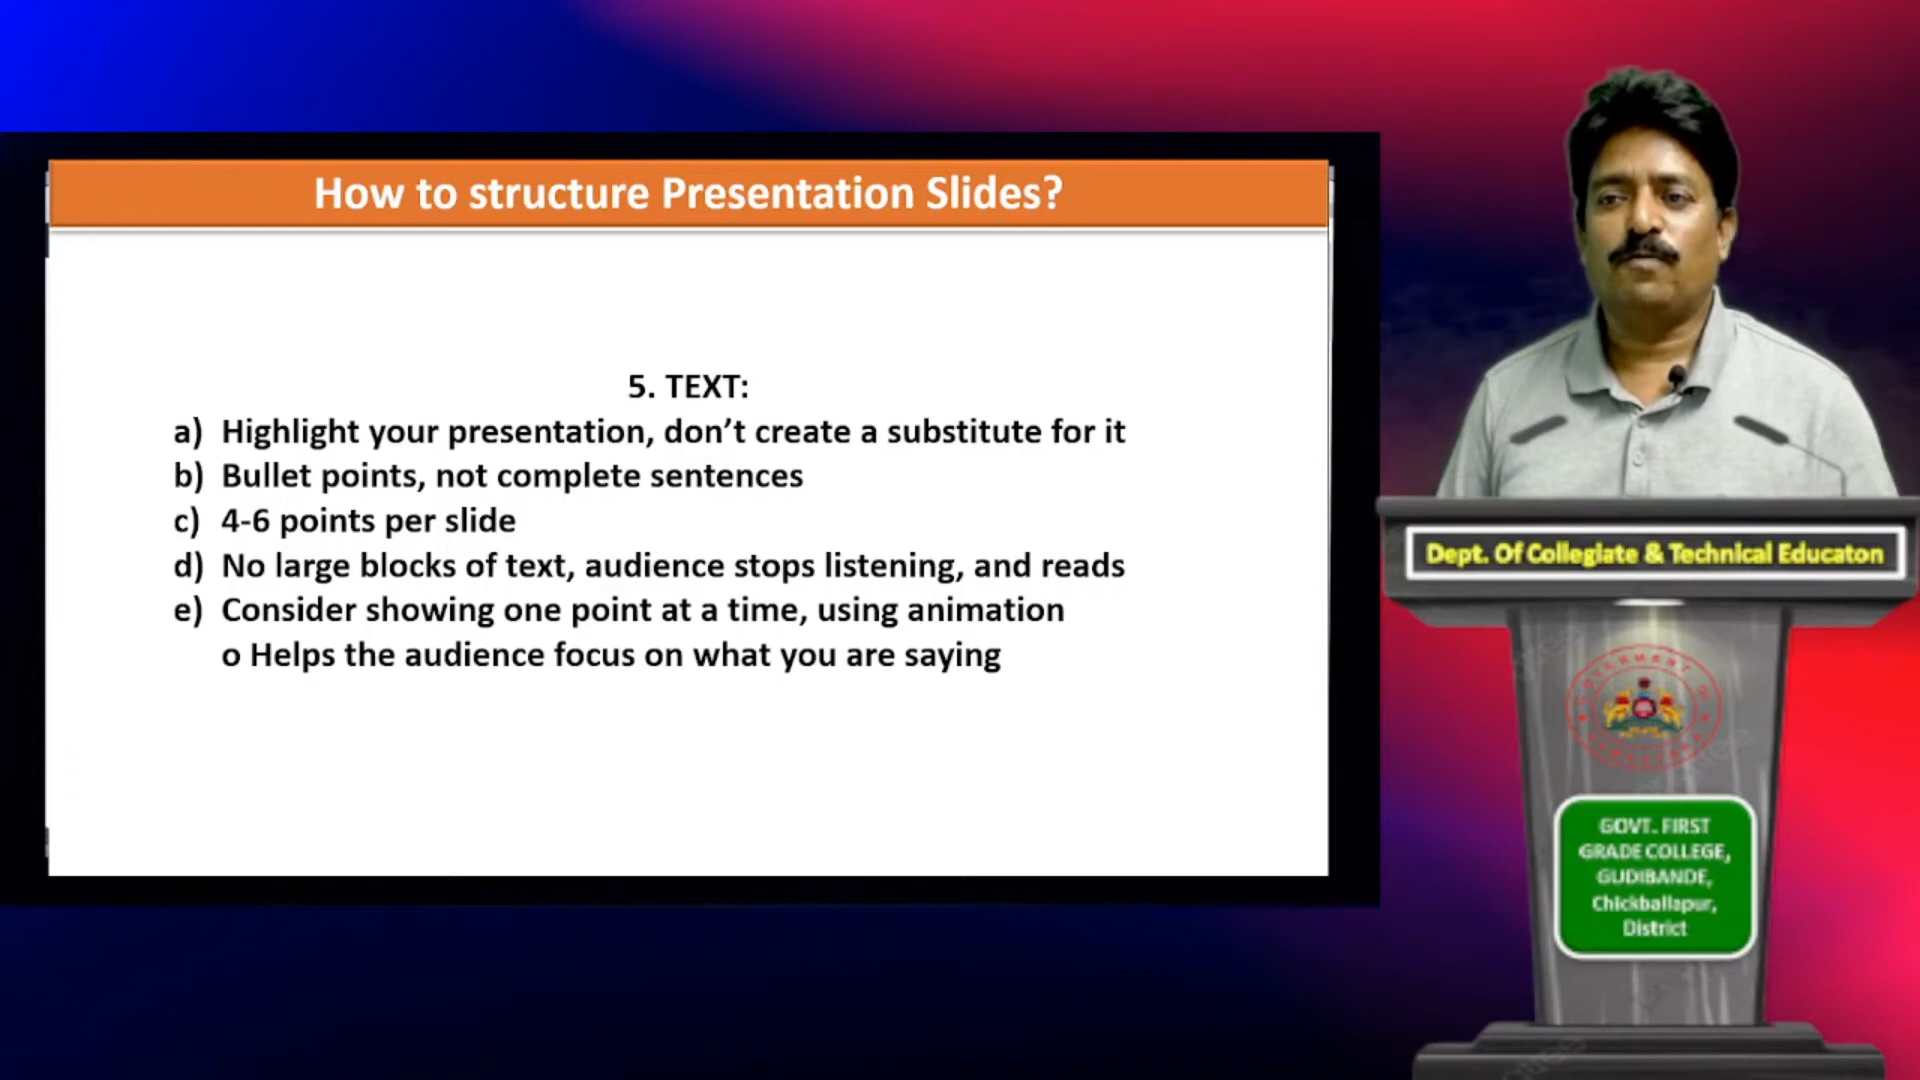 How to structure Presentation Slides?
5. TEXT:
a) Highlight your presentation, don’t create a substitute for it
b) Bullet points, not complete sentences
c) 4-6 points per slide
d) No large blocks of text, audience stops listening, and reads
e) Consider showing one point at a time, using animation
o Helps the audience focus on what you are saying
Dept. Of Collegiate & Technical Educaton
GOVERNMENT OF
KARNATAKA
GOVT. FIRST
GRADE COLLEGE,
GUDIBANDE,
Chickballapur,
District